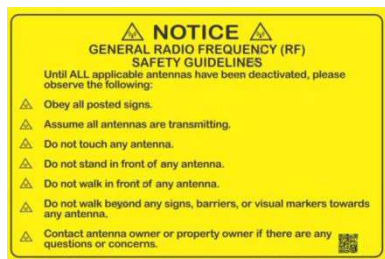 NOTICE
GENERAL RADIO FREQUENCY (RF)
SAFETY GUIDELINES
Until ALL applicable antennas have been deactivated, please
observe the following:
Obey all posted signs.
Assume all antennas are transmitting.
Do not touch any antenna.
Do not stand in front of any antenna.
Do not walk in front of any antenna.
Do not walk beyond any signs, barriers, or visual markers towards
any antenna.
Contact antenna owner or property owner if there are any
questions or concerns.